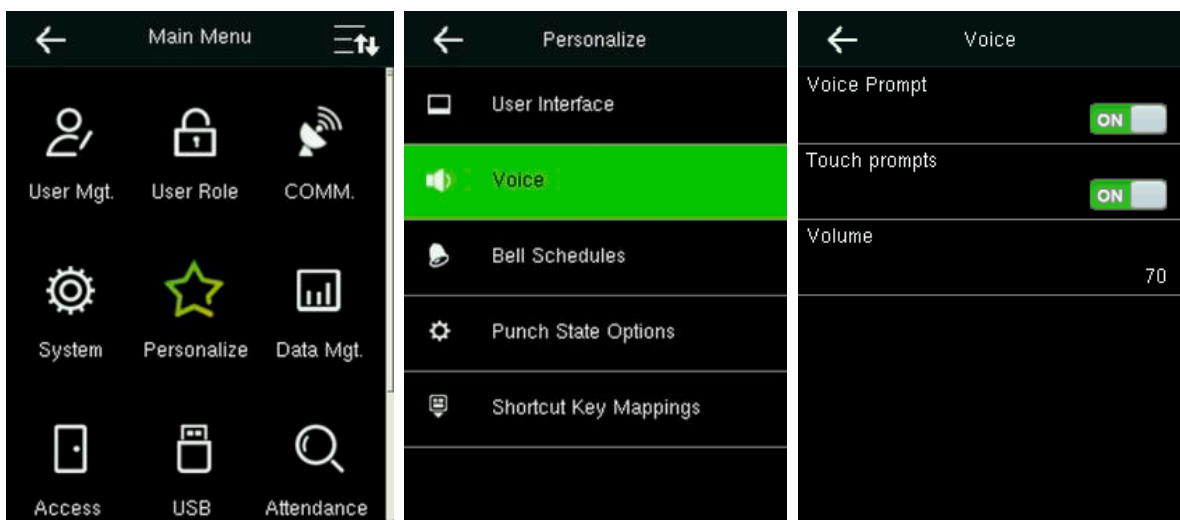 Main Menu
User Mgt.
User Role
COMM.
System
Personalize
Data Mgt.
Access
USB
Attendance
Personalize
User Interface
Voice
Bell Schedules
Punch State Options
Shortcut Key Mappings
Voice
Voice Prompt
ON
Touch prompts
ON
Volume
70